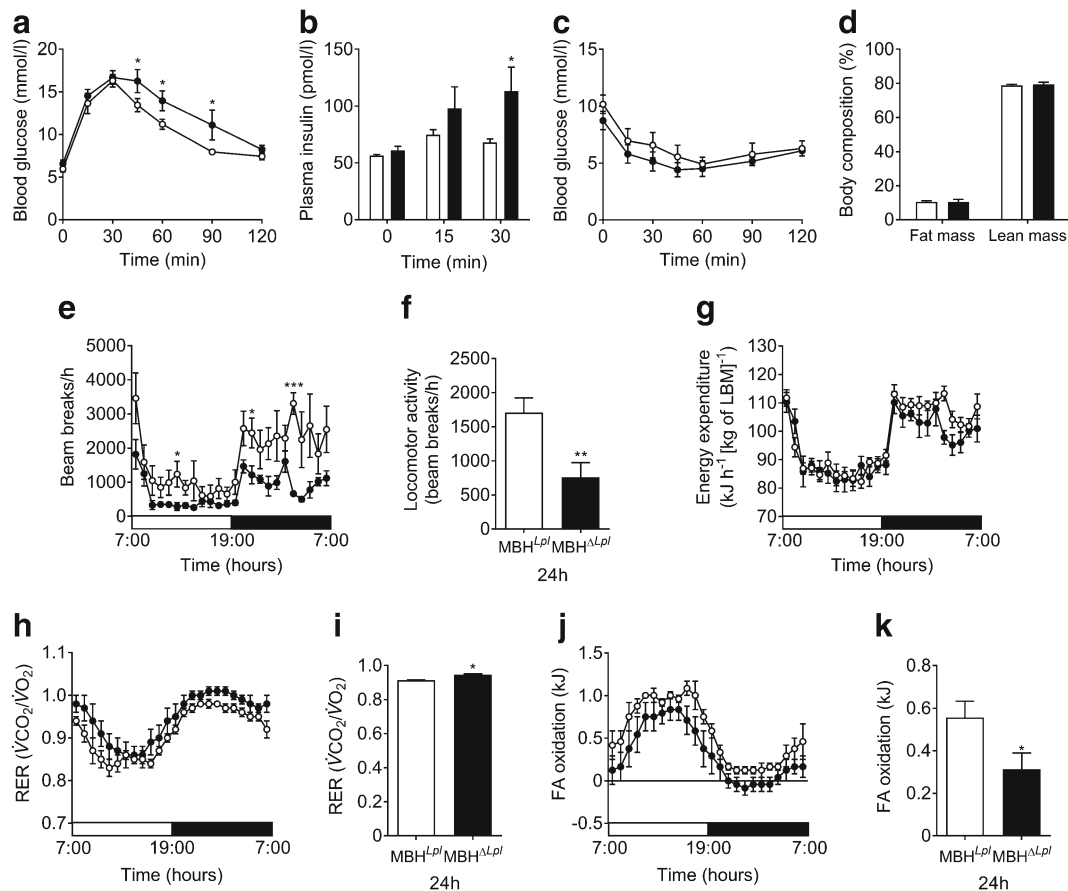 a
Blood glucose (mmol/l)
20
15
10
5
0
*
*
*
0 30 60 90 120
Time (min)
b
Plasma insulin (pmol/l)
150
100
50
0
*
0 15 30
Time (min)
c
Blood glucose (mmol/l)
15
10
5
0
0 30 60 90 120
Time (min)
d
Body composition (%)
100
80
60
40
20
0
Fat mass Lean mass
e
Beam breaks/h
5000
4000
3000
2000
1000
0
*
*
***
7:00 19:00 7:00
Time (hours)
f
Locomotor activity
(beam breaks/h)
2500
2000
1500
1000
500
0
**
MBH^Lpl MBH^ΔLpl
24h
g
Energy expenditure
(kJ h⁻¹ [kg of LBM]⁻¹)
130
120
110
100
90
80
70
7:00 19:00 7:00
Time (hours)
h
RER (V̇CO₂/V̇O₂)
1.1
1.0
0.9
0.8
0.7
7:00 19:00 7:00
Time (hours)
i
RER (V̇CO₂/V̇O₂)
1.0
0.8
0.6
0.4
0.2
0
*
MBH^Lpl MBH^ΔLpl
24h
j
FA oxidation (kJ)
1.5
1.0
0.5
0
-0.5
7:00 19:00 7:00
Time (hours)
k
FA oxidation (kJ)
0.8
0.6
0.4
0.2
0
*
MBH^Lpl MBH^ΔLpl
24h